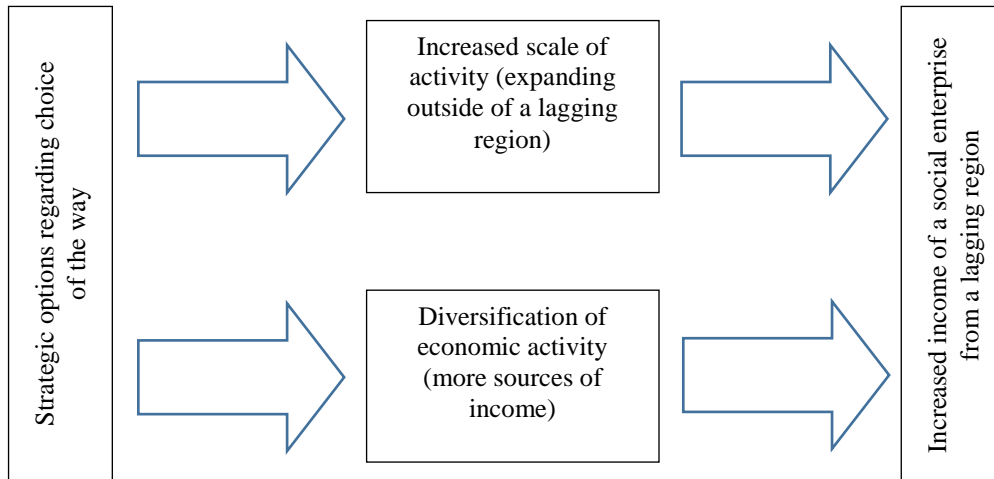 Strategic options regarding choice
of the way
Increased scale of
activity (expanding
outside of a lagging
region)
Diversification of
economic activity
(more sources of
income)
Increased income of a social enterprise
from a lagging region